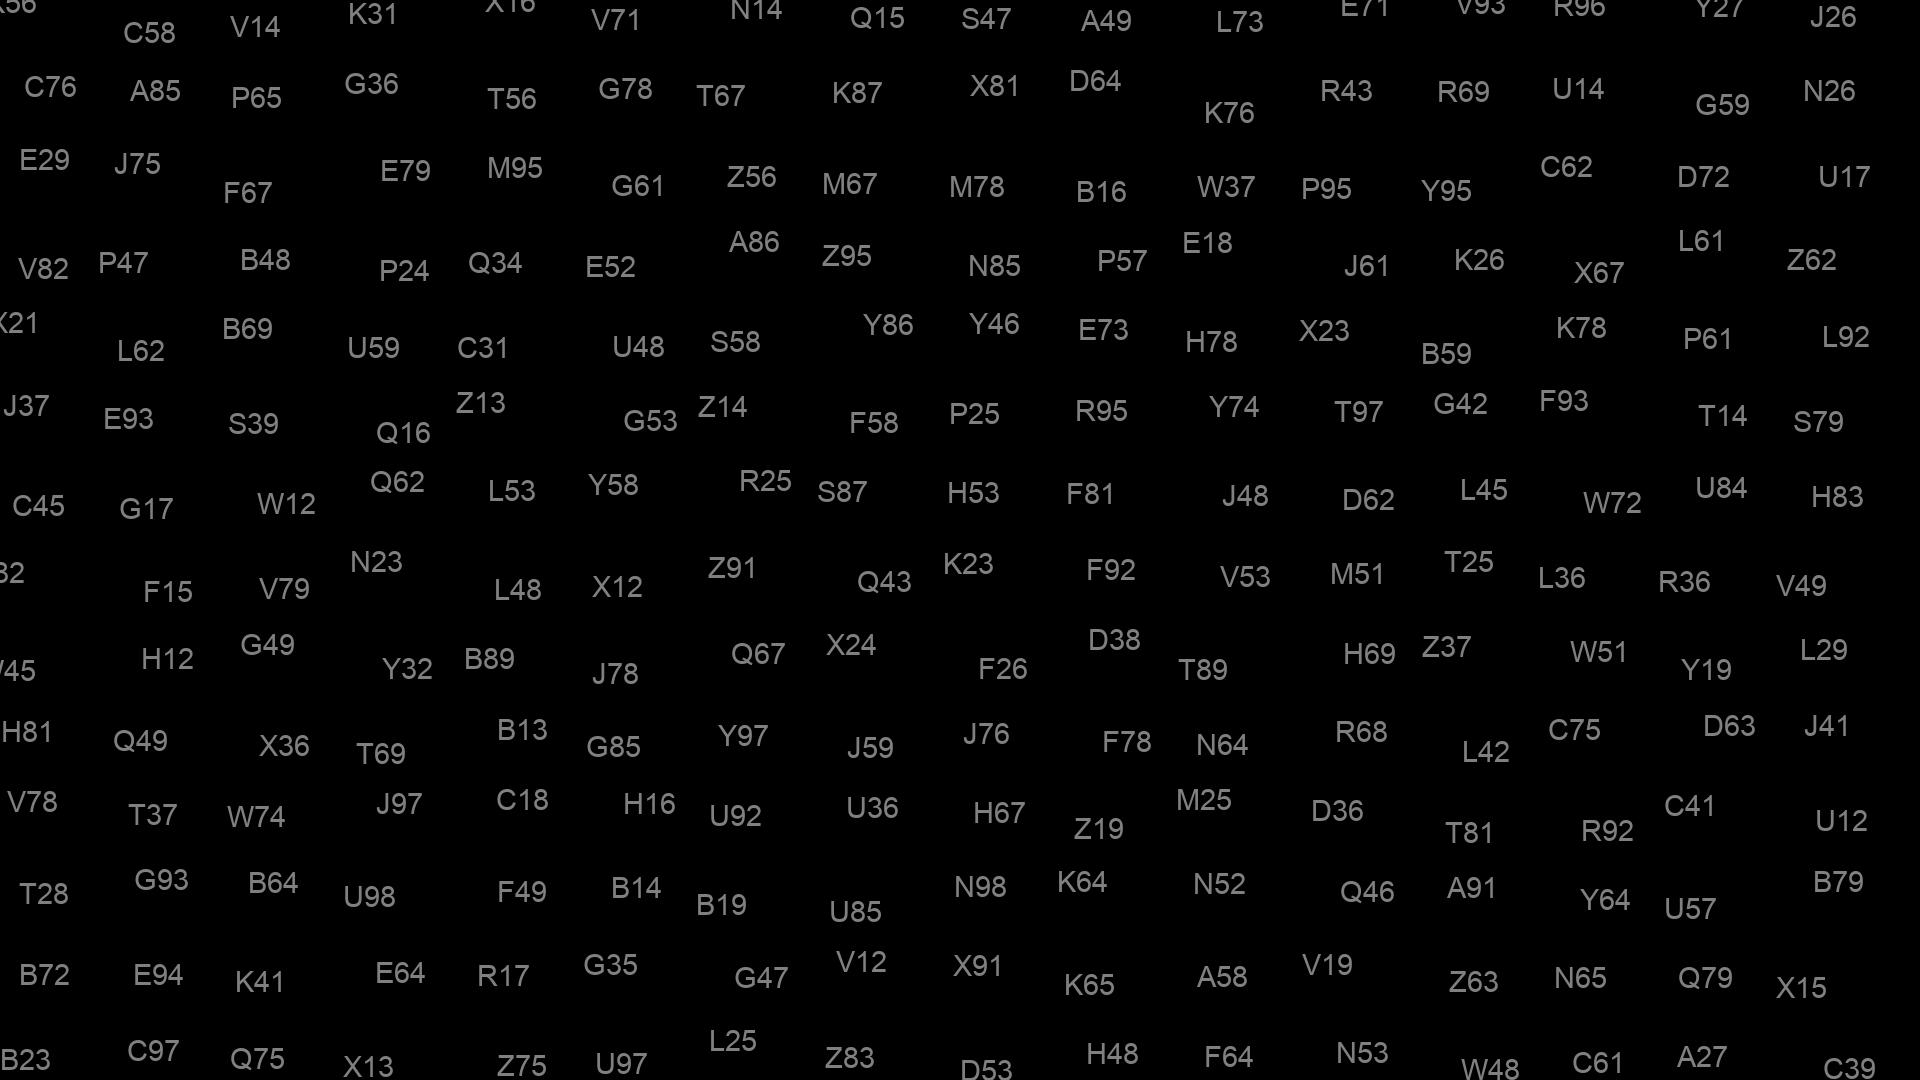 C58 V14 K31 X16 V71 N14 Q15 S47 A49 L73 E71 V93 R96 Y27 J26
C76 A85 P65 G36 T56 G78 T67 K87 X81 D64 K76 R43 R69 U14 G59 N26
E29 J75 F67 E79 M95 G61 Z56 M67 M78 B16 W37 P95 Y95 C62 D72 U17
V82 P47 B48 P24 Q34 E52 A86 Z95 N85 P57 E18 J61 K26 X67 L61 Z62
L62 B69 U59 C31 U48 S58 Y86 Y46 E73 H78 X23 B59 K78 P61 L92
J37 E93 S39 Q16 Z13 G53 Z14 F58 P25 R95 Y74 T97 G42 F93 T14 S79
C45 G17 W12 Q62 L53 Y58 R25 S87 H53 F81 J48 D62 L45 W72 U84 H83
F15 V79 N23 L48 X12 Z91 Q43 K23 F92 V53 M51 T25 L36 R36 V49
H12 G49 Y32 B89 J78 Q67 X24 F26 D38 T89 H69 Z37 W51 Y19 L29
H81 Q49 X36 T69 B13 G85 Y97 J59 J76 F78 N64 R68 L42 C75 D63 J41
V78 T37 W74 J97 C18 H16 U92 U36 H67 Z19 M25 D36 T81 R92 C41 U12
T28 G93 B64 U98 F49 B14 B19 U85 N98 K64 N52 Q46 A91 Y64 U57 B79
B72 E94 K41 E64 R17 G35 G47 V12 X91 K65 A58 V19 Z63 N65 Q79 X15
B23 C97 Q75 X13 Z75 U97 L25 Z83 D53 H48 F64 N53 W48 C61 A27 C39